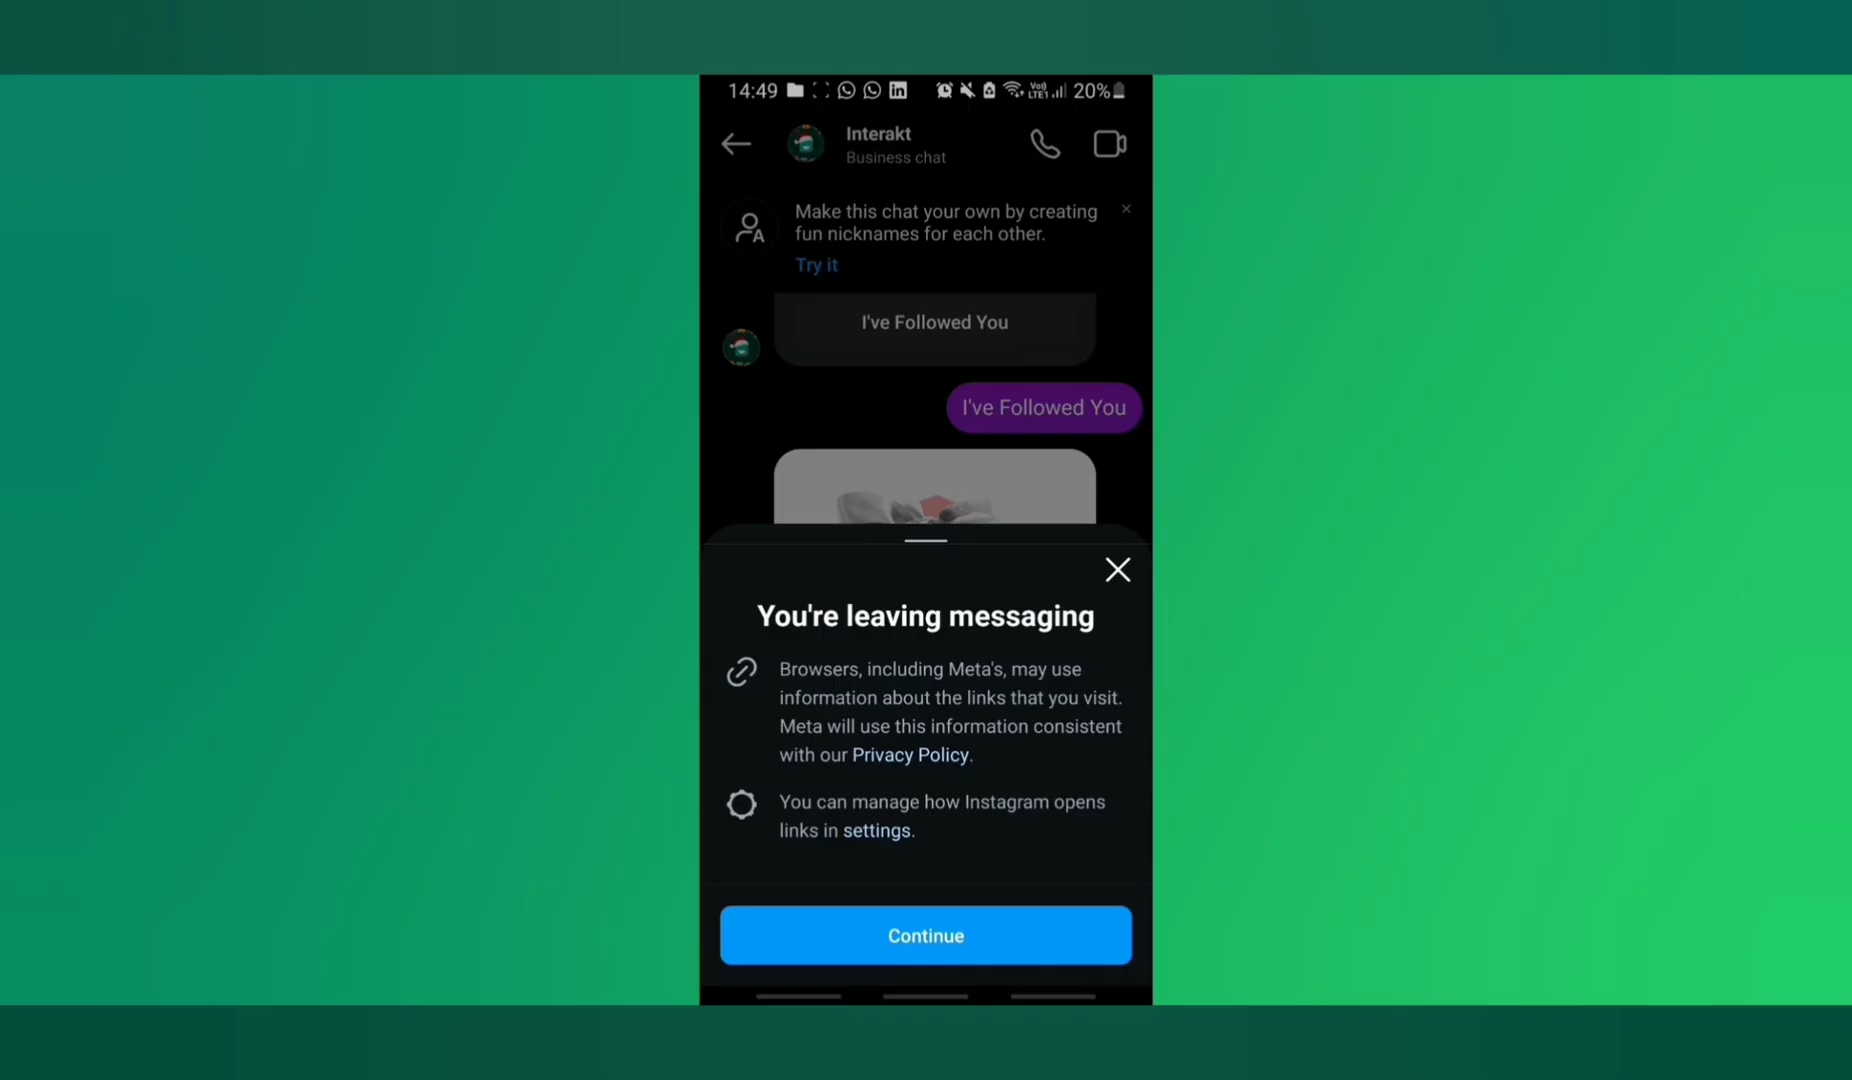 14:49 20%
Interakt
Business chat
Make this chat your own by creating
fun nicknames for each other.
Try it
I've Followed You
I've Followed You
You're leaving messaging
Browsers, including Meta's, may use
information about the links that you visit.
Meta will use this information consistent
with our Privacy Policy.
You can manage how Instagram opens
links in settings.
Continue